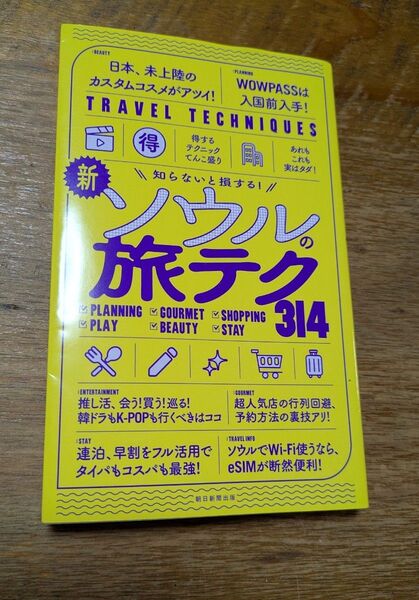 BEAUTY
日本、未上陸の
カスタムコスメがアツイ!
PLANNING
WOWPASSは
入国前入手!
TRAVEL TECHNIQUES
得
得する
テクニック
てんこ盛り
あれも
これも
実はタダ!
知らないと損する!
新
ソウルの
旅テク
314
PLANNING
GOURMET
SHOPPING
PLAY
BEAUTY
STAY
ENTERTAINMENT
推し活、会う!買う!巡る!
韓ドラもK-POPも行くべきはココ
GOURMET
超人気店の行列回避、
予約方法の裏技アリ!
STAY
連泊、早割をフル活用で
タイパもコスパも最強!
TRAVEL INFO
ソウルでWi-Fi使うなら、
eSIMが断然便利!
朝日新聞出版